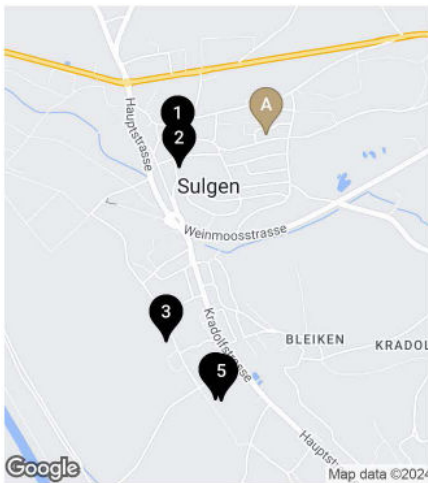 Hauptstrasse
1
A
2
Sulgen
Weinmoosstrasse
3
Kradolfstrasse
BLEIKEN
KRADOL
5
Hauptst
Google
Map data ©2024